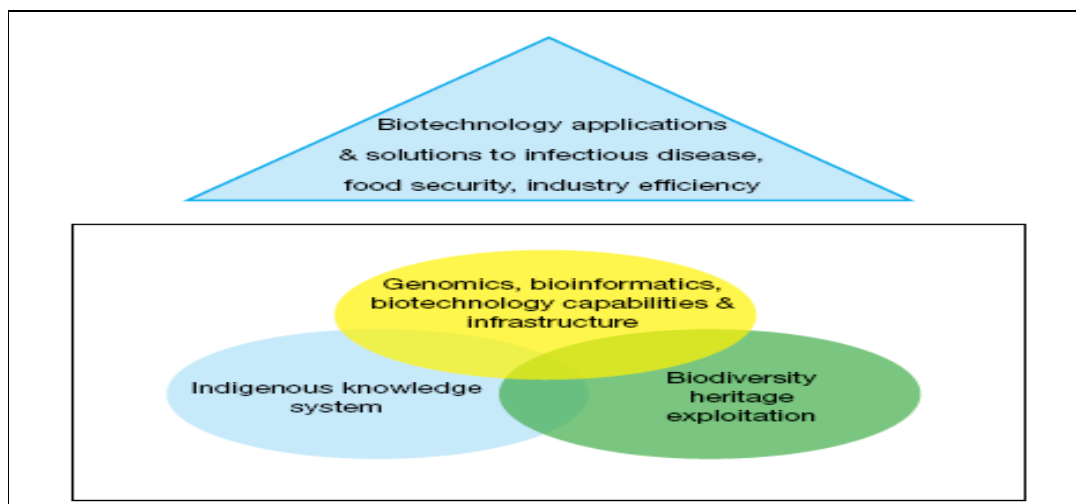 Biotechnology applications
& solutions to infectious disease,
food security, industry efficiency
Genomics, bioinformatics,
biotechnology capabilities &
infrastructure
Indigenous knowledge
system
Biodiversity
heritage
exploitation